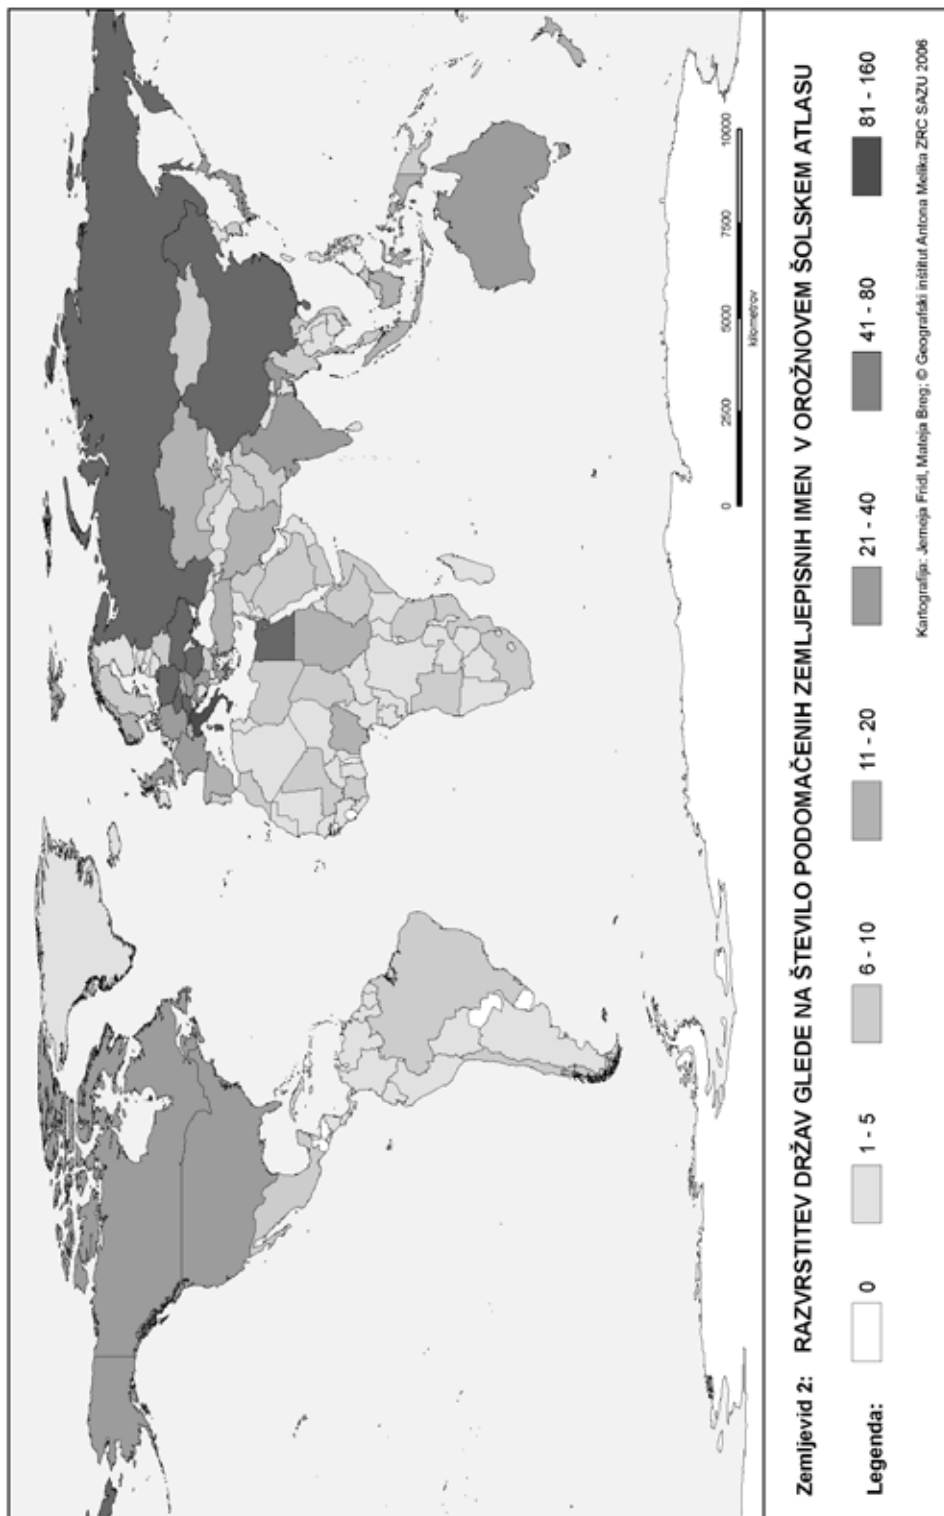 0 2500 5000 7500 10000
kilometrov
Zemljevid 2: RAZVRSTITEV DRŽAV GLEDE NA ŠTEVILO PODOMAČENIH ZEMLJEPISNIH IMEN V OROŽNOVEM ŠOLSKEM ATLASU
Legenda: 0 1 - 5 6 - 10 11 - 20 21 - 40 41 - 80 81 - 160
Kartografija: Jerneja Fridl, Mateja Breg; © Geografski inštitut Antona Melika ZRC SAZU 2006